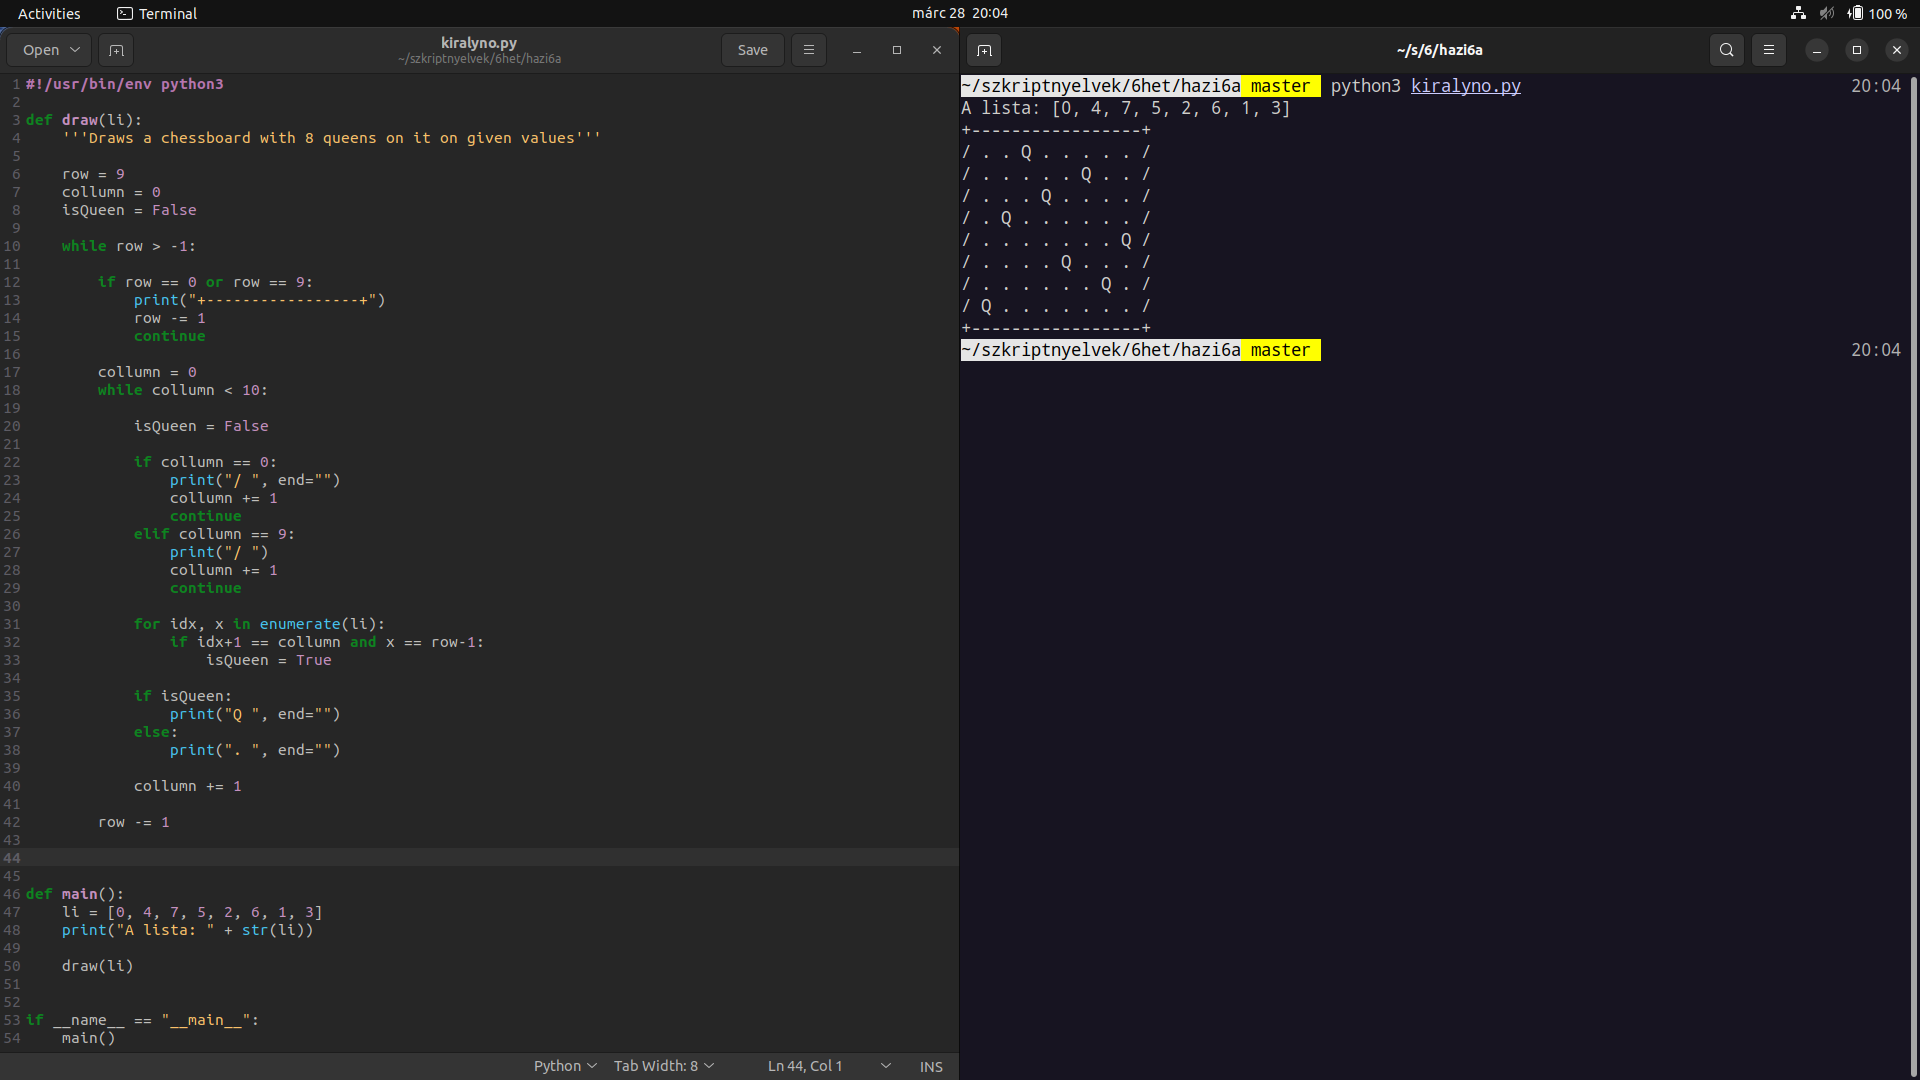 Activities Terminal márc 28 20:04 100 %
Open kiralyno.py Save
~/szkriptnyelvek/6het/hazi6a
1 #!/usr/bin/env python3
2
3 def draw(li):
4     '''Draws a chessboard with 8 queens on it on given values'''
5
6     row = 9
7     collumn = 0
8     isQueen = False
9
10     while row > -1:
11
12         if row == 0 or row == 9:
13             print("+-----------------+")
14             row -= 1
15             continue
16
17         collumn = 0
18         while collumn < 10:
19
20             isQueen = False
21
22             if collumn == 0:
23                 print("/ ", end="")
24                 collumn += 1
25                 continue
26             elif collumn == 9:
27                 print("/ ")
28                 collumn += 1
29                 continue
30
31             for idx, x in enumerate(li):
32                 if idx+1 == collumn and x == row-1:
33                     isQueen = True
34
35             if isQueen:
36                 print("Q ", end="")
37             else:
38                 print(". ", end="")
39
40             collumn += 1
41
42         row -= 1
43
44
45
46 def main():
47     li = [0, 4, 7, 5, 2, 6, 1, 3]
48     print("A lista: " + str(li))
49
50     draw(li)
51
52
53 if __name__ == "__main__":
54     main()
Python Tab Width: 8 Ln 44, Col 1 INS
~/s/6/hazi6a
~/szkriptnyelvek/6het/hazi6a master python3 kiralyno.py 20:04
A lista: [0, 4, 7, 5, 2, 6, 1, 3]
+-----------------+
/ . . Q . . . . . /
/ . . . . . Q . . /
/ . . . Q . . . . /
/ . Q . . . . . . /
/ . . . . . . . Q /
/ . . . . Q . . . /
/ . . . . . . Q . /
/ Q . . . . . . . /
+-----------------+
~/szkriptnyelvek/6het/hazi6a master 20:04